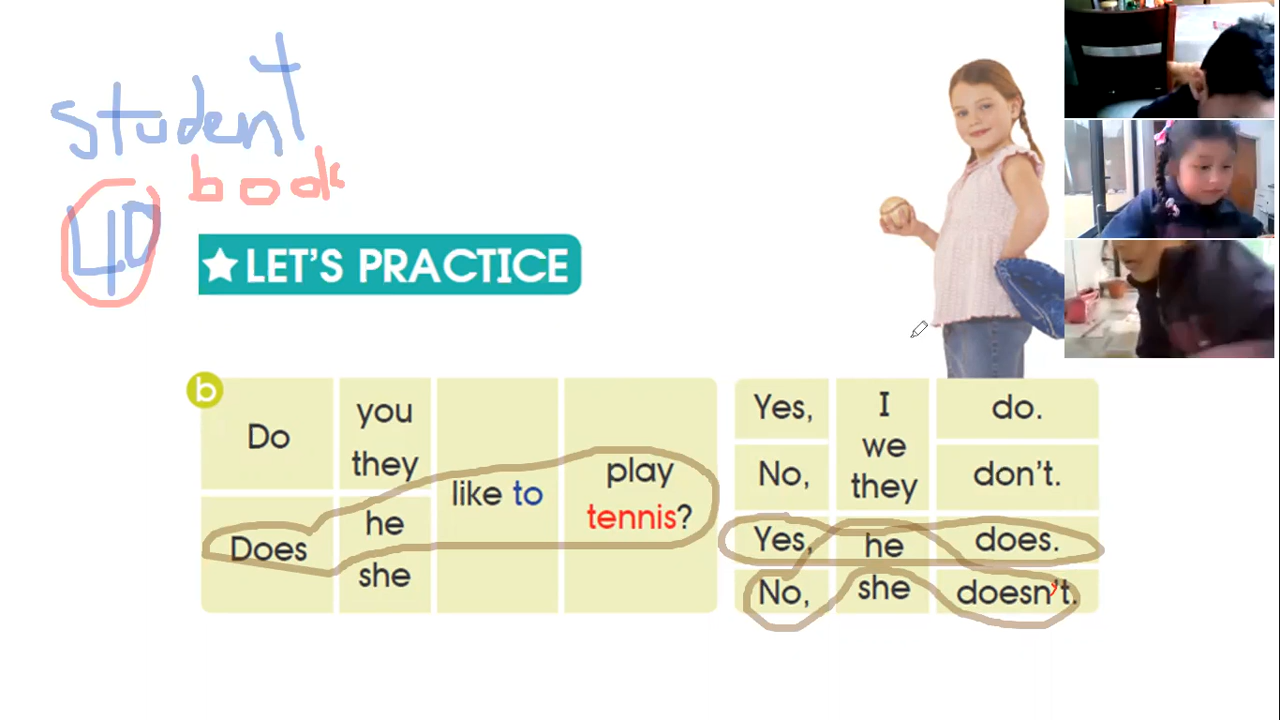 student
book
40
LET'S PRACTICE
b
Do
you
they
Does
he
she
like to
play
tennis?
Yes,
No,
I
we
they
do.
don't.
Yes,
No,
he
she
does.
doesn't.